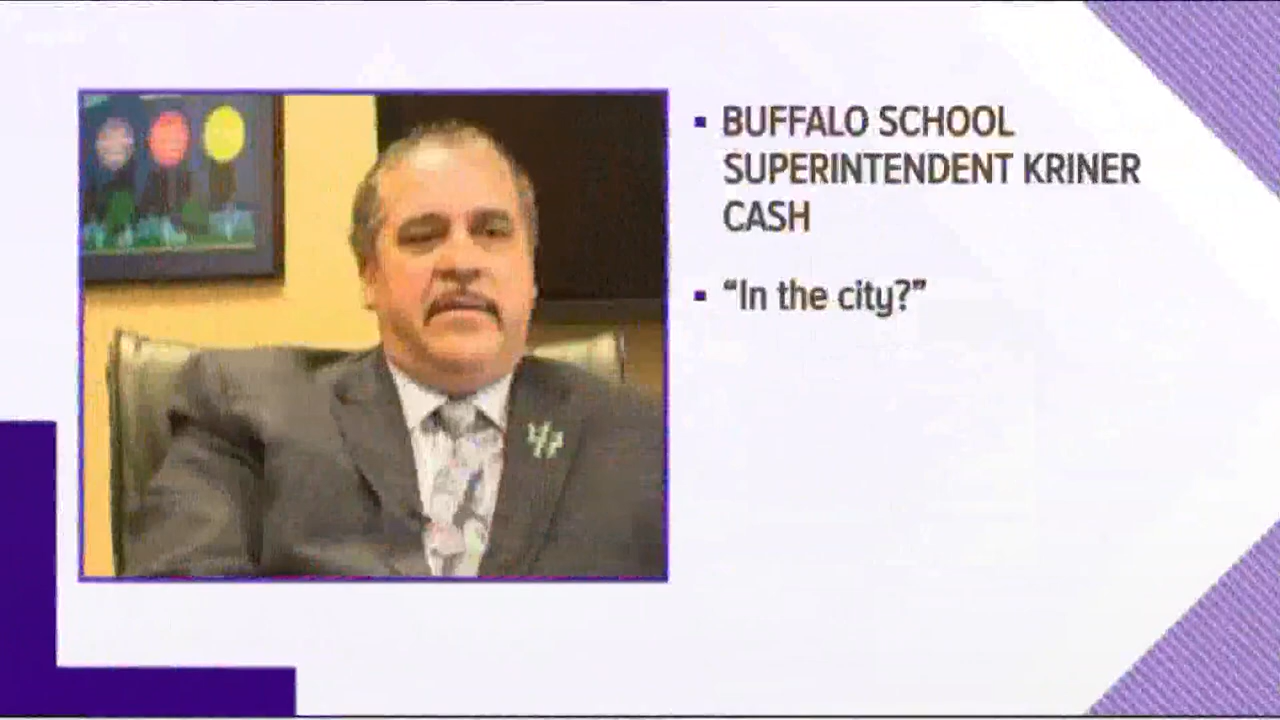 BUFFALO SCHOOL
SUPERINTENDENT KRINER
CASH
“In the city?”